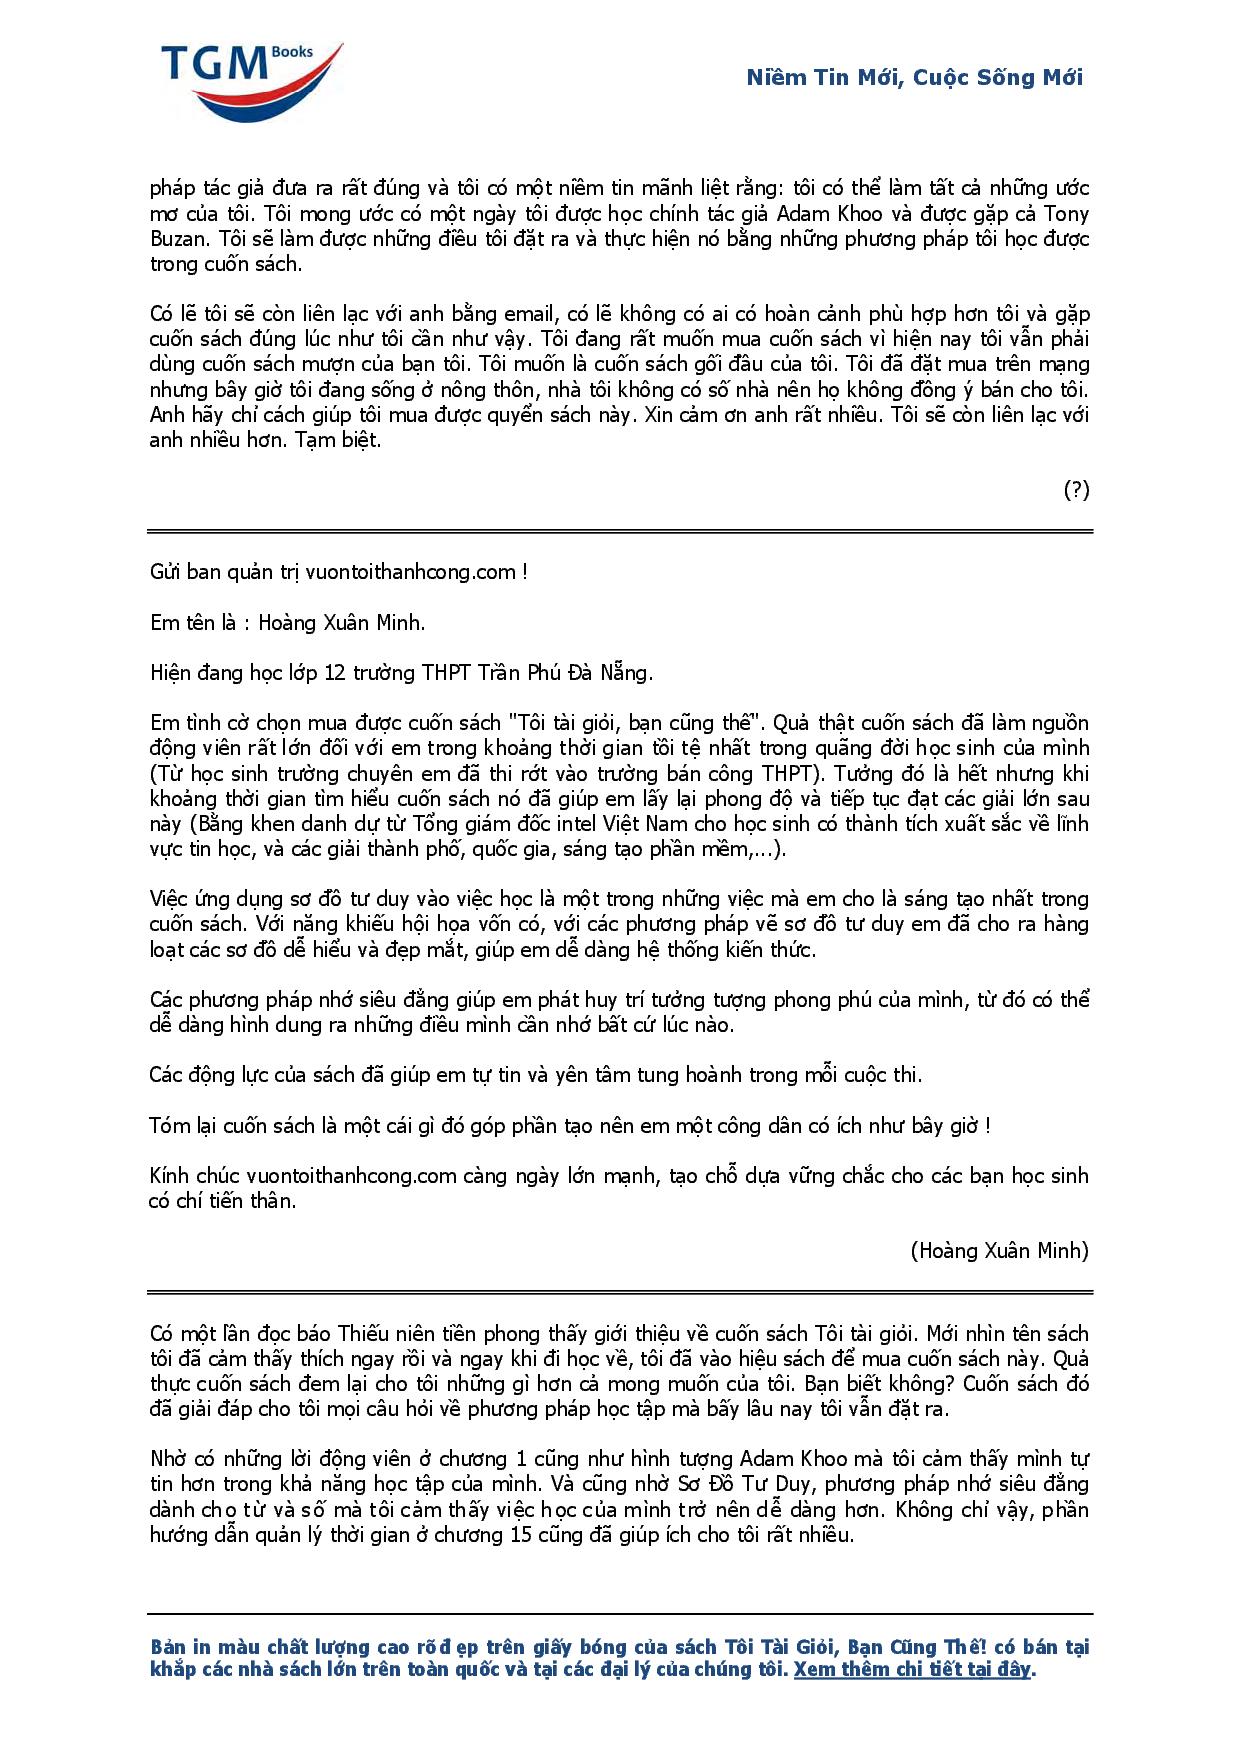 TGM Books
Niềm Tin Mới, Cuộc Sống Mới
pháp tác giả đưa ra rất đúng và tôi có một niềm tin mãnh liệt rằng: tôi có thể làm tất cả những ước
mơ của tôi. Tôi mong ước có một ngày tôi được học chính tác giả Adam Khoo và được gặp cả Tony
Buzan. Tôi sẽ làm được những điều tôi đặt ra và thực hiện nó bằng những phương pháp tôi học được
trong cuốn sách.
Có lẽ tôi sẽ còn liên lạc với anh bằng email, có lẽ không có ai có hoàn cảnh phù hợp hơn tôi và gặp
cuốn sách đúng lúc như tôi cần như vậy. Tôi đang rất muốn mua cuốn sách vì hiện nay tôi vẫn phải
dùng cuốn sách mượn của bạn tôi. Tôi muốn là cuốn sách gối đầu của tôi. Tôi đã đặt mua trên mạng
nhưng bây giờ tôi đang sống ở nông thôn, nhà tôi không có số nhà nên họ không đồng ý bán cho tôi.
Anh hãy chỉ cách giúp tôi mua được quyển sách này. Xin cảm ơn anh rất nhiều. Tôi sẽ còn liên lạc với
anh nhiều hơn. Tạm biệt.
(?)
Gửi ban quản trị vuontoithanhcong.com !
Em tên là : Hoàng Xuân Minh.
Hiện đang học lớp 12 trường THPT Trần Phú Đà Nẵng.
Em tình cờ chọn mua được cuốn sách "Tôi tài giỏi, bạn cũng thế". Quả thật cuốn sách đã làm nguồn
động viên rất lớn đối với em trong khoảng thời gian tồi tệ nhất trong quãng đời học sinh của mình
(Từ học sinh trường chuyên em đã thi rớt vào trường bán công THPT). Tưởng đó là hết nhưng khi
khoảng thời gian tìm hiểu cuốn sách nó đã giúp em lấy lại phong độ và tiếp tục đạt các giải lớn sau
này (Bằng khen danh dự từ Tổng giám đốc intel Việt Nam cho học sinh có thành tích xuất sắc về lĩnh
vực tin học, và các giải thành phố, quốc gia, sáng tạo phần mềm,...).
Việc ứng dụng sơ đồ tư duy vào việc học là một trong những việc mà em cho là sáng tạo nhất trong
cuốn sách. Với năng khiếu hội họa vốn có, với các phương pháp vẽ sơ đồ tư duy em đã cho ra hàng
loạt các sơ đồ dễ hiểu và đẹp mắt, giúp em dễ dàng hệ thống kiến thức.
Các phương pháp nhớ siêu đẳng giúp em phát huy trí tưởng tượng phong phú của mình, từ đó có thể
dễ dàng hình dung ra những điều mình cần nhớ bất cứ lúc nào.
Các động lực của sách đã giúp em tự tin và yên tâm tung hoành trong mỗi cuộc thi.
Tóm lại cuốn sách là một cái gì đó góp phần tạo nên em một công dân có ích như bây giờ !
Kính chúc vuontoithanhcong.com càng ngày lớn mạnh, tạo chỗ dựa vững chắc cho các bạn học sinh
có chí tiến thân.
(Hoàng Xuân Minh)
Có một lần đọc báo Thiếu niên tiền phong thấy giới thiệu về cuốn sách Tôi tài giỏi. Mới nhìn tên sách
tôi đã cảm thấy thích ngay rồi và ngay khi đi học về, tôi đã vào hiệu sách để mua cuốn sách này. Quả
thực cuốn sách đem lại cho tôi những gì hơn cả mong muốn của tôi. Bạn biết không? Cuốn sách đó
đã giải đáp cho tôi mọi câu hỏi về phương pháp học tập mà bấy lâu nay tôi vẫn đặt ra.
Nhờ có những lời động viên ở chương 1 cũng như hình tượng Adam Khoo mà tôi cảm thấy mình tự
tin hơn trong khả năng học tập của mình. Và cũng nhờ Sơ Đồ Tư Duy, phương pháp nhớ siêu đẳng
dành cho từ và số mà tôi cảm thấy việc học của mình trở nên dễ dàng hơn. Không chỉ vậy, phần
hướng dẫn quản lý thời gian ở chương 15 cũng đã giúp ích cho tôi rất nhiều.
Bản in màu chất lượng cao rõ đẹp trên giấy bóng của sách Tôi Tài Giỏi, Bạn Cũng Thế! có bán tại
khắp các nhà sách lớn trên toàn quốc và tại các đại lý của chúng tôi. Xem thêm chi tiết tại đây.